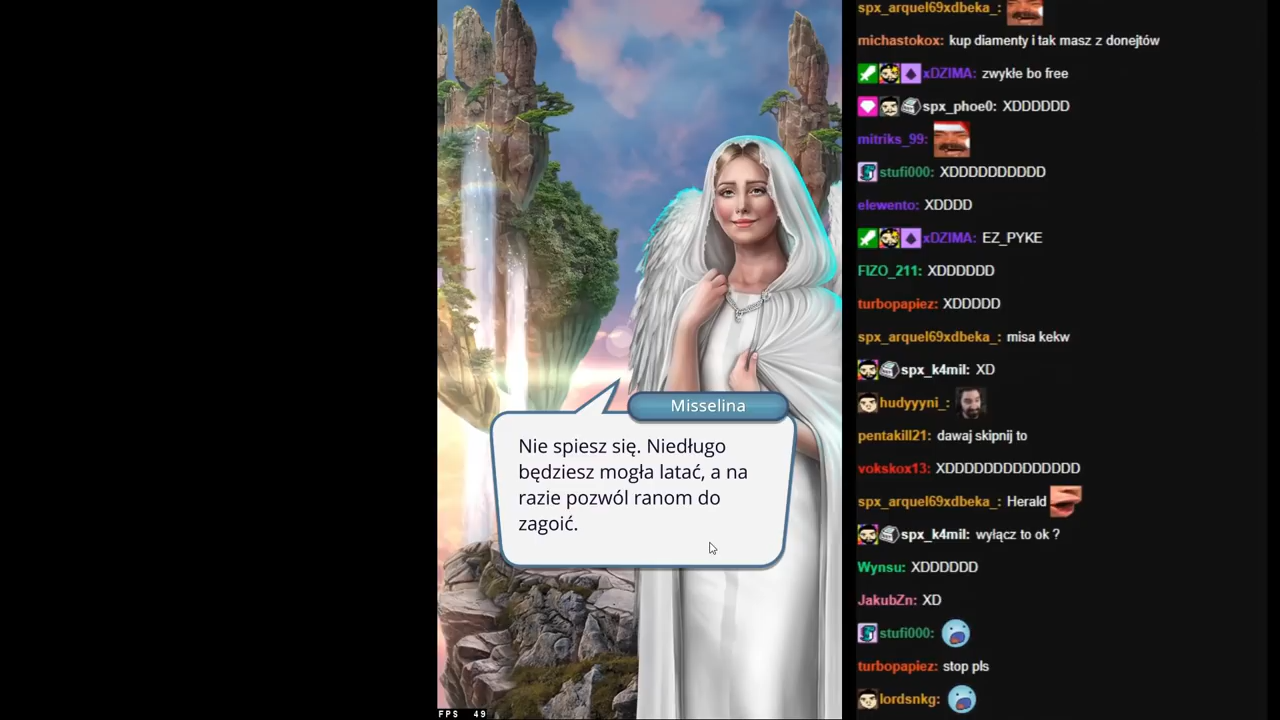 Misselina
Nie spiesz się. Niedługo
będziesz mogła latać, a na
razie pozwól ranom do
zagoić.
FPS 49
spx_arquel69xdbeka_:
michastokox: kup diamenty i tak masz z donejtów
xDZIMA: zwykłe bo free
spx_phoe0: XDDDDDD
mitriks_99:
stufi000: XDDDDDDDDDD
elewento: XDDDD
xDZIMA: EZ_PYKE
FIZO_211: XDDDDDD
turbopapiez: XDDDDD
spx_arquel69xdbeka_: misa kekw
spx_k4mil: XD
hudyyyni_:
pentakill21: dawaj skipnij to
vokskox13: XDDDDDDDDDDDDDD
spx_arquel69xdbeka_: Herald
spx_k4mil: wyłącz to ok ?
Wynsu: XDDDDDD
JakubZn: XD
stufi000:
turbopapiez: stop pls
lordsnkg: